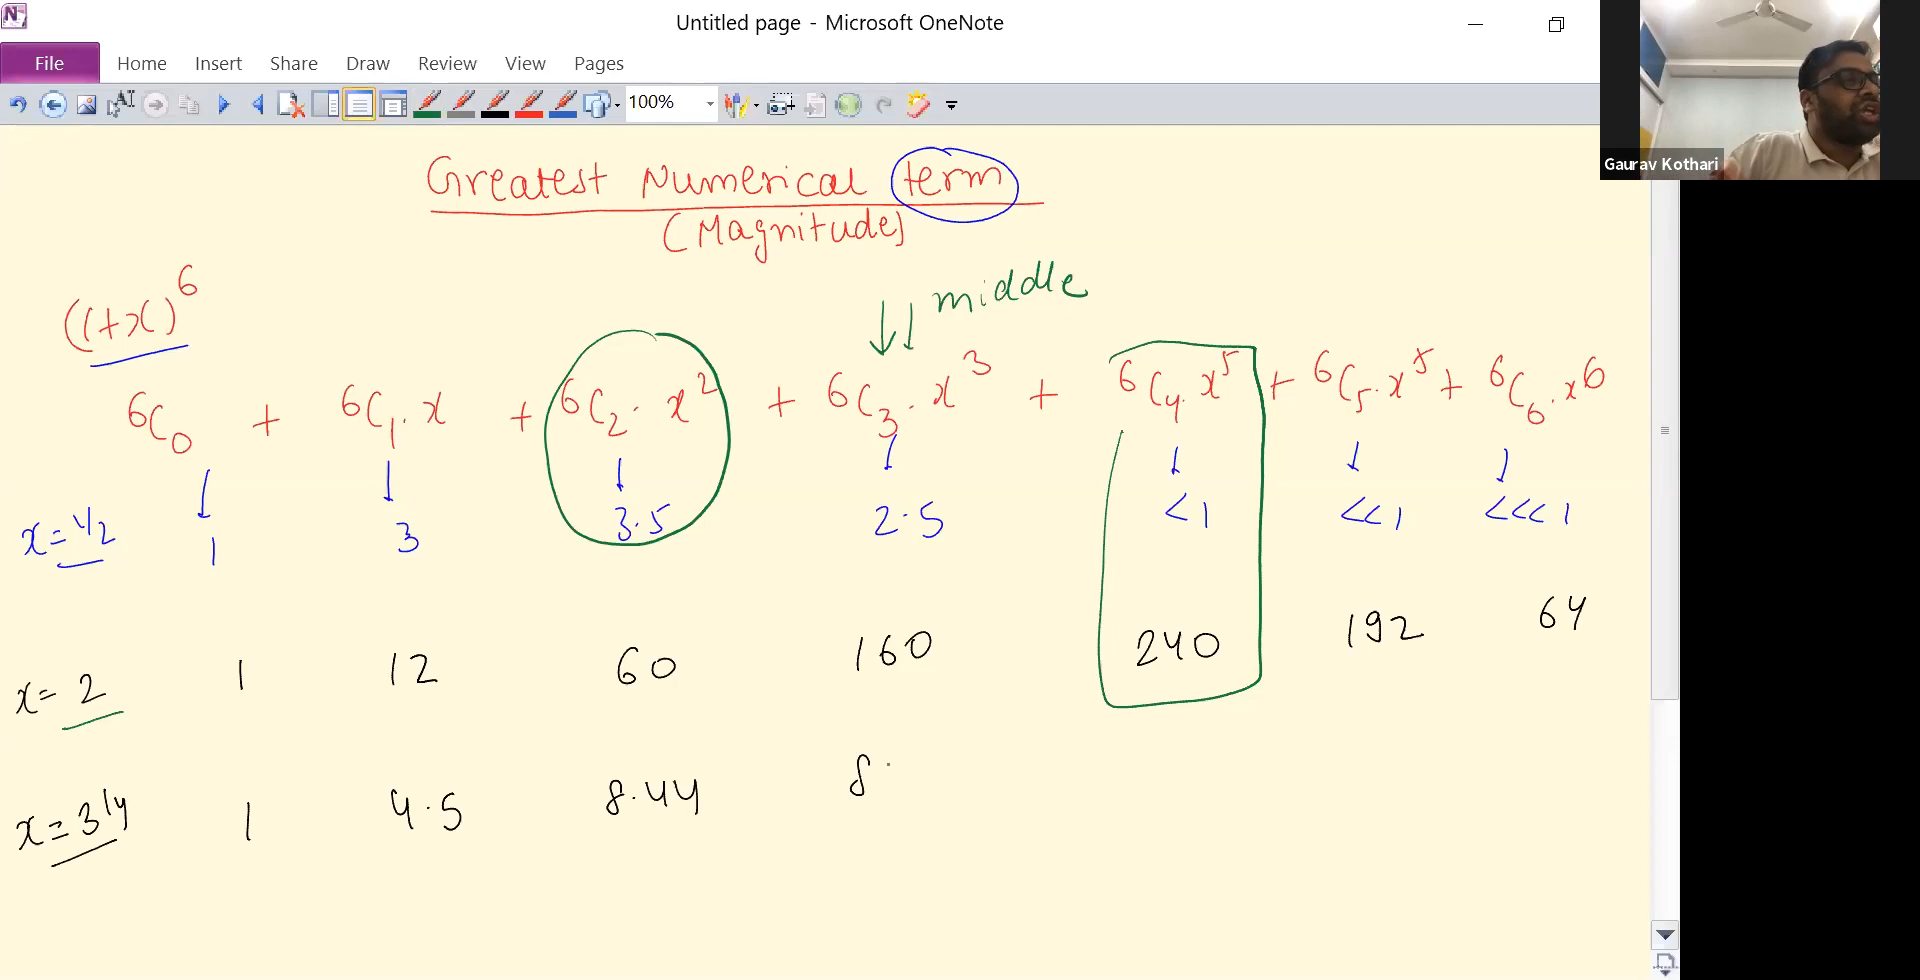 Untitled page - Microsoft OneNote
File Home Insert Share Draw Review View Pages
100%
Gaurav Kothari
Greatest Numerical term
(Magnitude)
(1+x)^6
middle
6C0 + 6C1.x + 6C2.x^2 + 6C3.x^3 + 6C4.x^5 + 6C5.x^5 + 6C6.x^6
x=1/2 1 3 3.5 2.5 <1 <<1 <<<1
x=2 1 12 60 160 240 192 64
x=3/4 1 4.5 8.44 8.